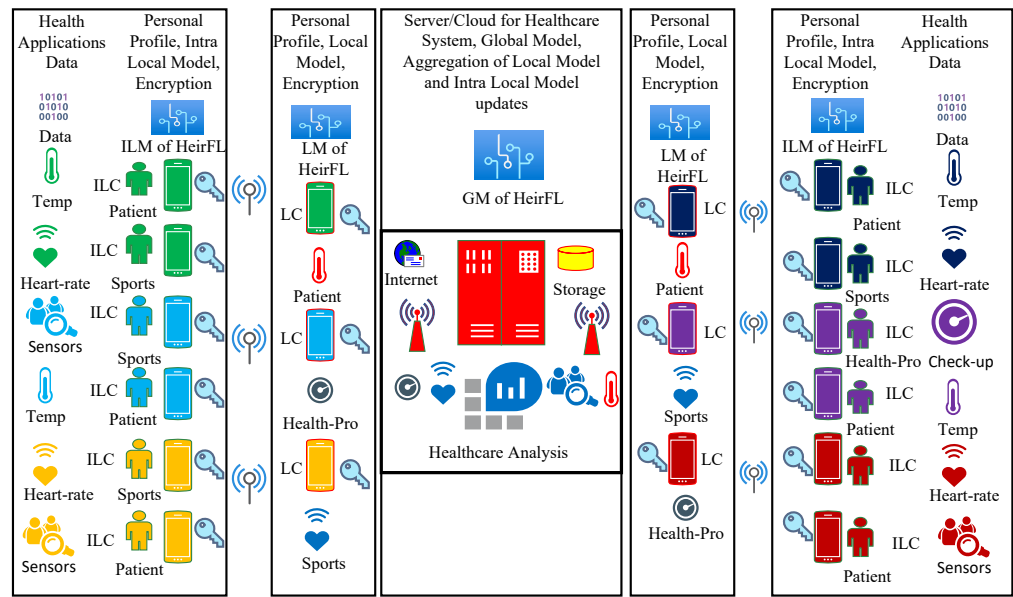 Health
Applications
Data
10101
01010
00100
Data
Temp
Heart-rate
Sensors
Temp
Heart-rate
Sensors
Personal
Profile, Intra
Local Model,
Encryption
ILM of HeirFL
ILC
Patient
ILC
Sports
ILC
Sports
ILC
Patient
ILC
Sports
ILC
Patient
Personal
Profile, Local
Model,
Encryption
LM of
HeirFL
LC
Patient
LC
Health-Pro
LC
Sports
Server/Cloud for Healthcare
System, Global Model,
Aggregation of Local Model
and Intra Local Model
updates
GM of HeirFL
Internet
Storage
Healthcare Analysis
Personal
Profile, Local
Model,
Encryption
LM of
HeirFL
LC
Patient
LC
Sports
LC
Health-Pro
Personal
Profile, Intra
Local Model,
Encryption
ILM of HeirFL
ILC
Patient
ILC
Sports
ILC
Health-Pro
ILC
Patient
ILC
ILC
Patient
Health
Applications
Data
10101
01010
00100
Data
Temp
Heart-rate
Check-up
Temp
Heart-rate
Sensors